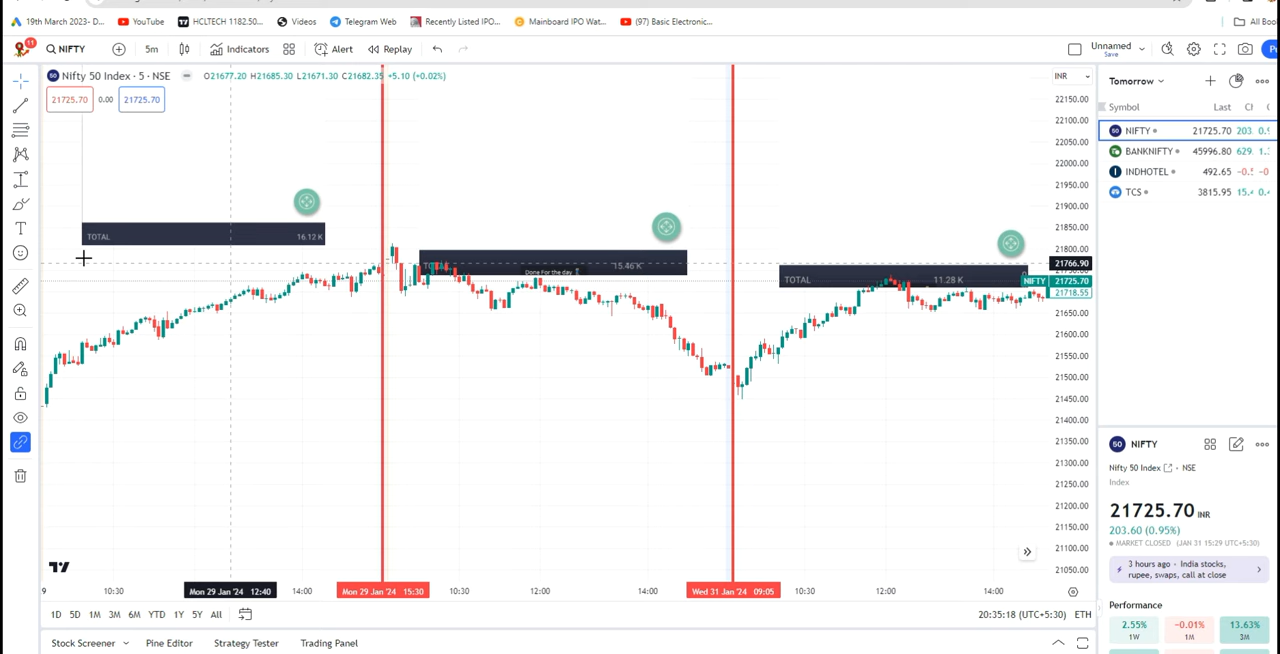 19th March 2023- D...
YouTube
HCLTECH 1182.50...
Videos
Telegram Web
Recently Listed IPO...
Mainboard IPO Wat...
(97) Basic Electronic...
All Boo
11
NIFTY
5m
Indicators
Alert
Replay
Unnamed
Save
Nifty 50 Index · 5 · NSE
O21677.20 H21685.30 L21671.30 C21682.35 +5.10 (+0.02%)
INR
21725.70
0.00
21725.70
TOTAL
16.12 K
15.46 K
Done For the day
TOTAL
11.28 K
22150.00
22100.00
22050.00
22000.00
21950.00
21900.00
21850.00
21800.00
21766.90
NIFTY
21725.70
21718.55
21650.00
21600.00
21550.00
21500.00
21450.00
21400.00
21350.00
21300.00
21250.00
21200.00
21150.00
21100.00
21050.00
9
10:30
Mon 29 Jan '24 12:40
14:00
Mon 29 Jan '24 15:30
10:30
12:00
14:00
Wed 31 Jan '24 09:05
10:30
12:00
14:00
1D
5D
1M
3M
6M
YTD
1Y
5Y
All
20:35:18 (UTC+5:30)
ETH
Stock Screener
Pine Editor
Strategy Tester
Trading Panel
Tomorrow
Symbol
Last
NIFTY
21725.70
203.
BANKNIFTY
45996.80
629.
INDHOTEL
492.65
TCS
3815.95
15.4
50 NIFTY
Nifty 50 Index · NSE
Index
21725.70 INR
203.60 (0.95%)
MARKET CLOSED (JAN 31 15:29 UTC+5:30)
3 hours ago · India stocks,
rupee, swaps, call at close
Performance
2.55%
1W
−0.01%
1M
13.63%
3M